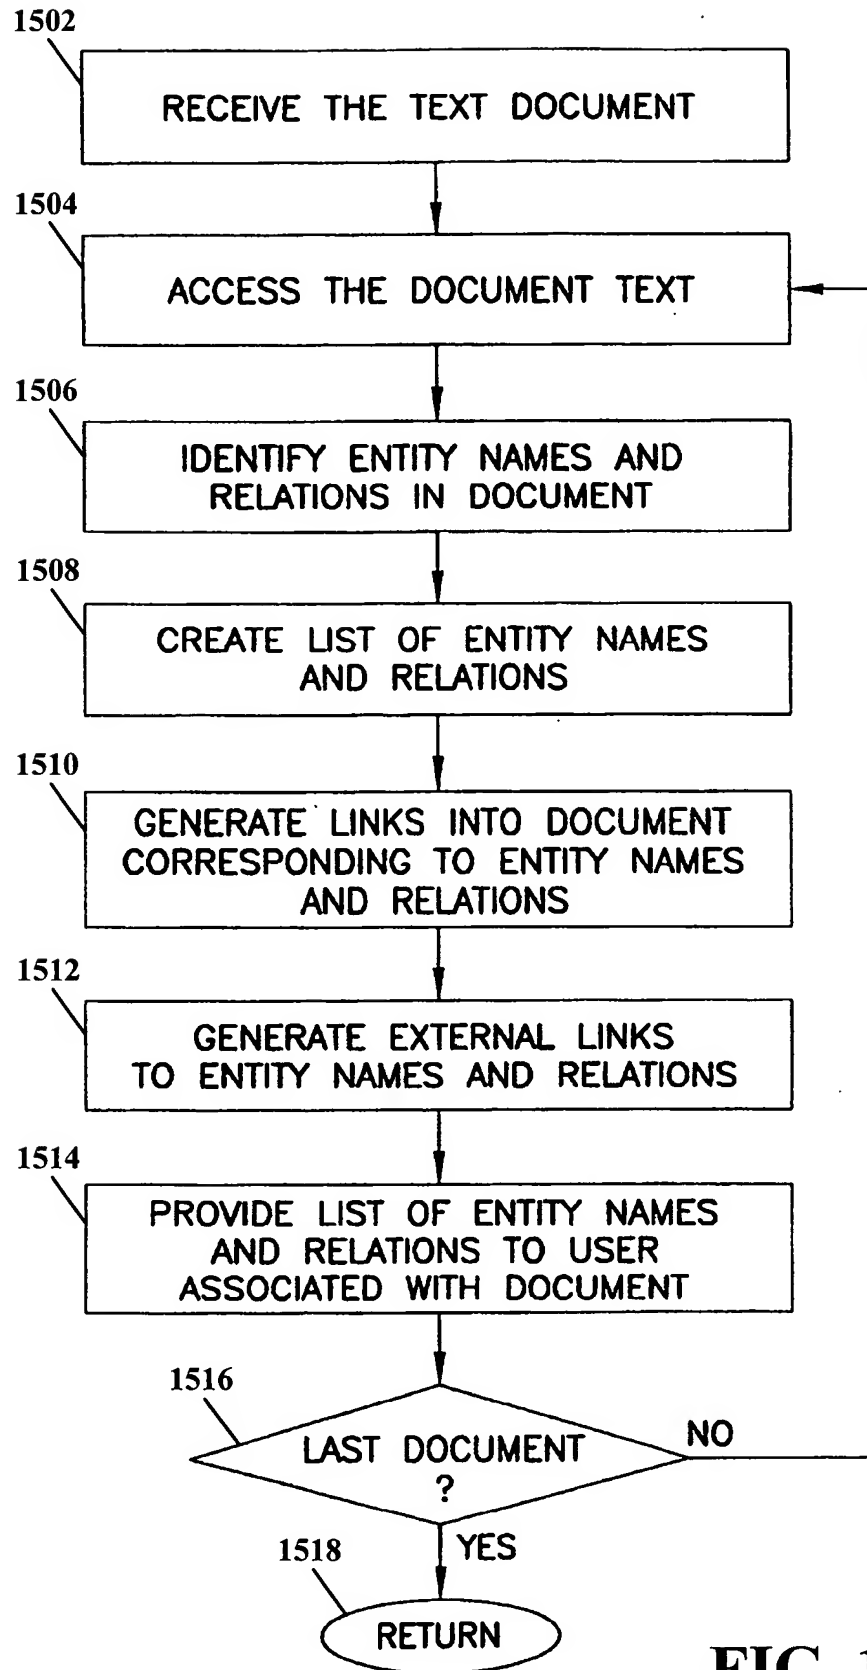 1502
RECEIVE THE TEXT DOCUMENT
1504
ACCESS THE DOCUMENT TEXT
1506
IDENTIFY ENTITY NAMES AND
RELATIONS IN DOCUMENT
1508
CREATE LIST OF ENTITY NAMES
AND RELATIONS
1510
GENERATE LINKS INTO DOCUMENT
CORRESPONDING TO ENTITY NAMES
AND RELATIONS
1512
GENERATE EXTERNAL LINKS
TO ENTITY NAMES AND RELATIONS
1514
PROVIDE LIST OF ENTITY NAMES
AND RELATIONS TO USER
ASSOCIATED WITH DOCUMENT
1516
LAST DOCUMENT
?
NO
YES
1518
RETURN
FIG.